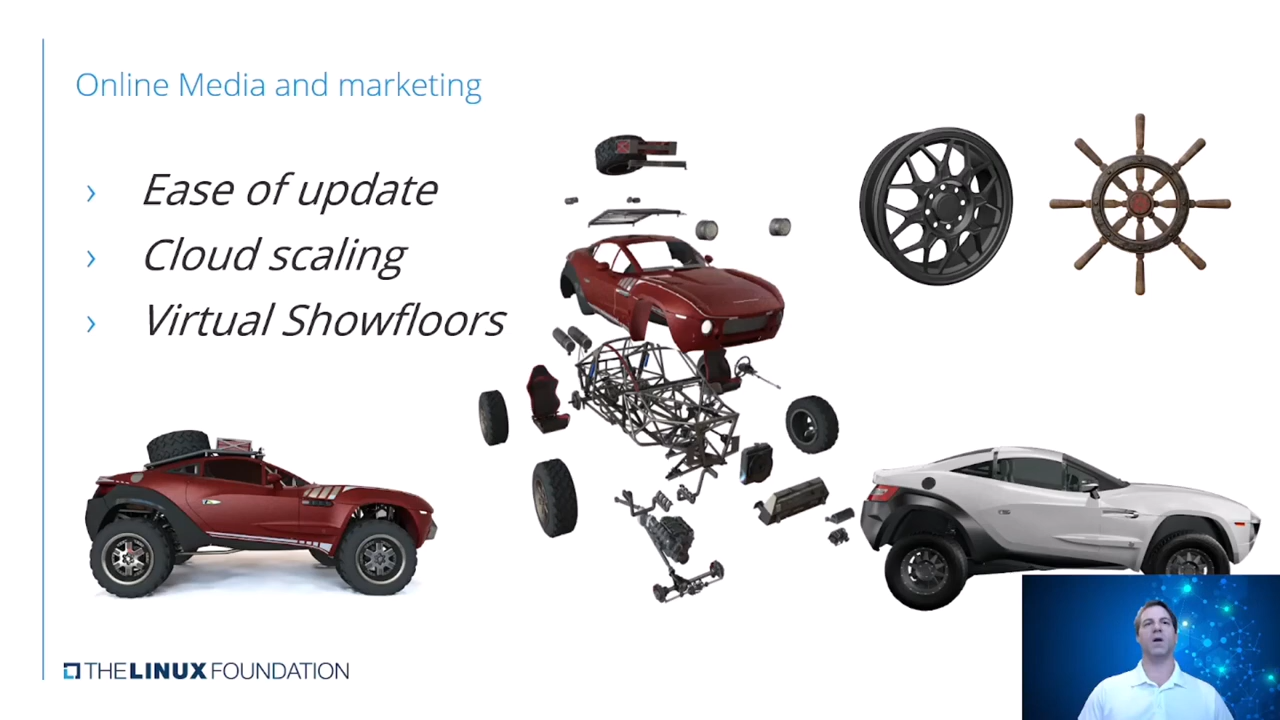 Online Media and marketing
› Ease of update
› Cloud scaling
› Virtual Showfloors
THE LINUX FOUNDATION